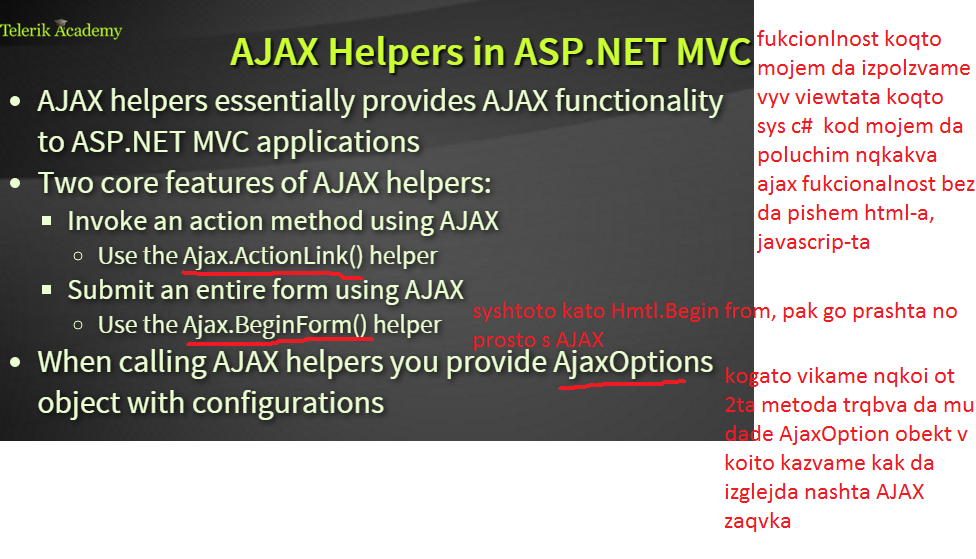 Telerik Academy
AJAX Helpers in ASP.NET MVC
AJAX helpers essentially provides AJAX functionality
to ASP.NET MVC applications
Two core features of AJAX helpers:
Invoke an action method using AJAX
Use the Ajax.ActionLink() helper
Submit an entire form using AJAX
Use the Ajax.BeginForm() helper
When calling AJAX helpers you provide AjaxOptions
object with configurations
fukcionlnost koqto
mojem da izpolzvame
vyv viewtata koqto
sys c# kod mojem da
poluchim nqkakva
ajax fukcionalnost bez
da pishem html-a,
javascrip-ta
syshtoto kato Hmtl.Begin from, pak go prashta no
prosto s AJAX
kogato vikame nqkoi ot
2ta metoda trqbva da mu
dade AjaxOption obekt v
koito kazvame kak da
izglejda nashta AJAX
zaqvka